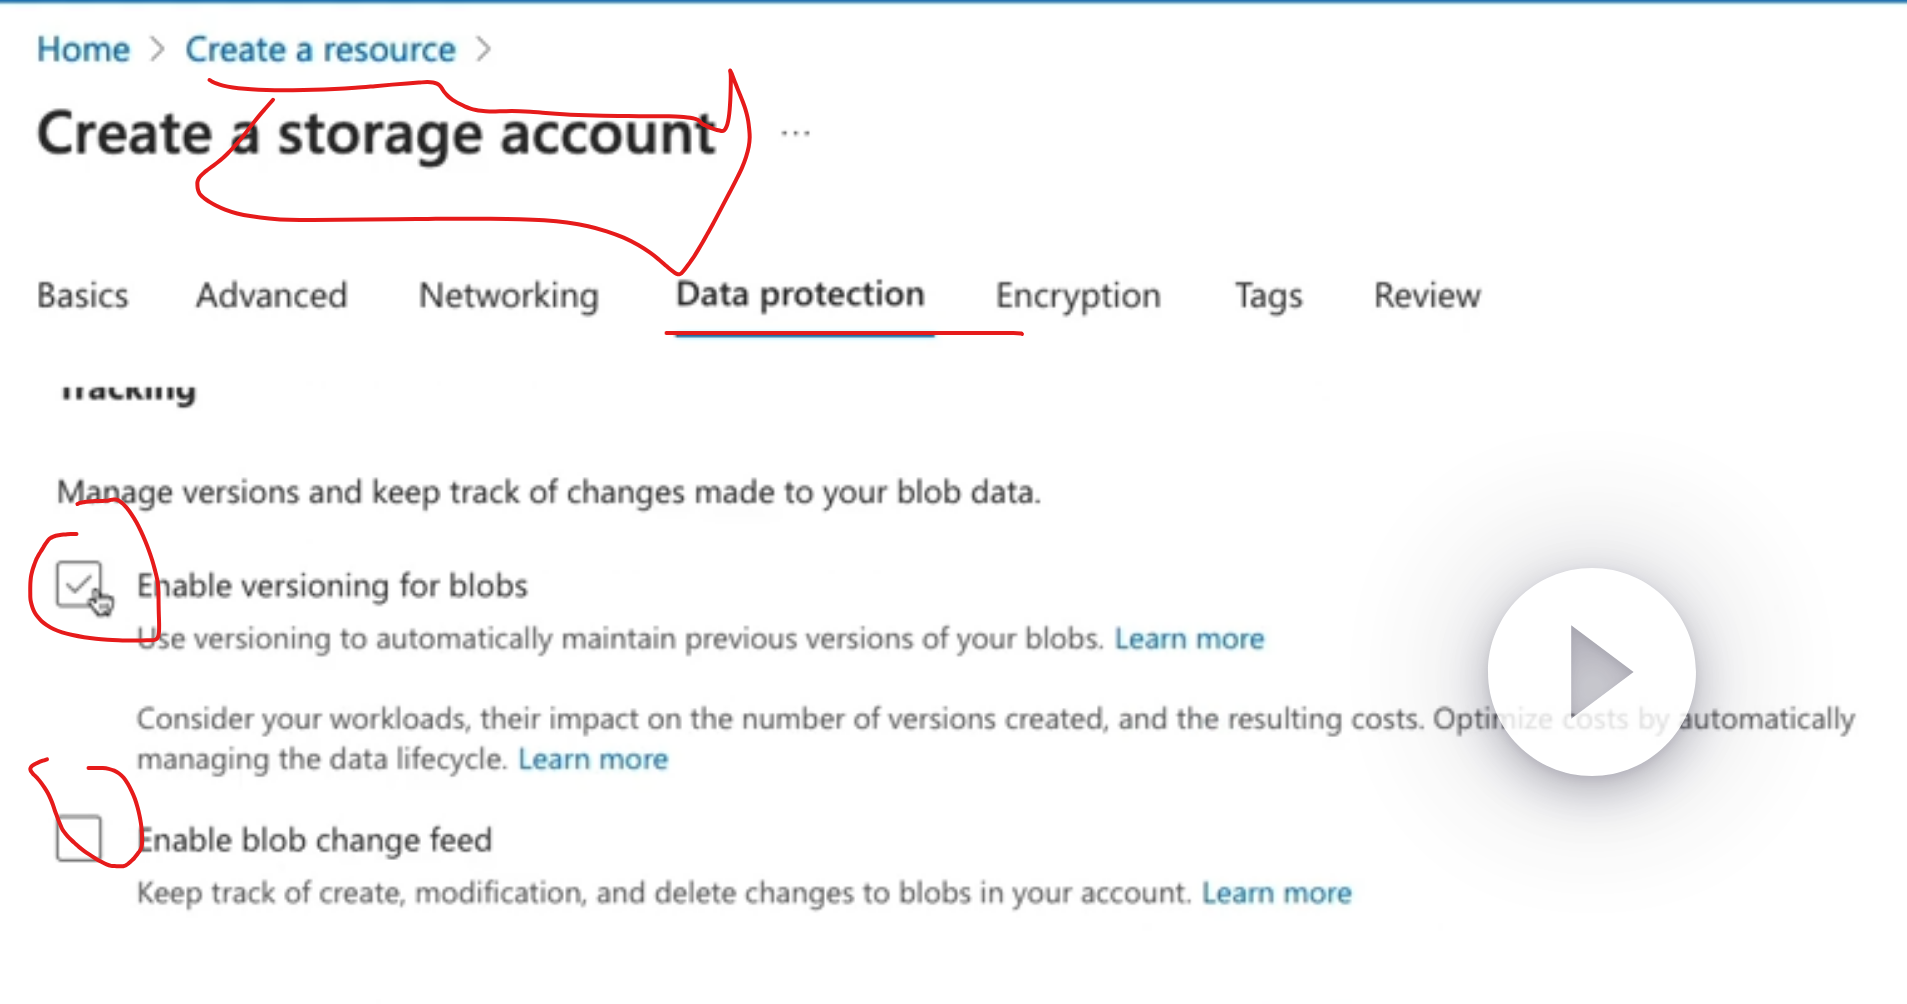 Home > Create a resource >
Create a storage account ...
Basics Advanced Networking Data protection Encryption Tags Review
Tracking
Manage versions and keep track of changes made to your blob data.
Enable versioning for blobs
Use versioning to automatically maintain previous versions of your blobs. Learn more
Consider your workloads, their impact on the number of versions created, and the resulting costs. Optimize costs by automatically
managing the data lifecycle. Learn more
Enable blob change feed
Keep track of create, modification, and delete changes to blobs in your account. Learn more